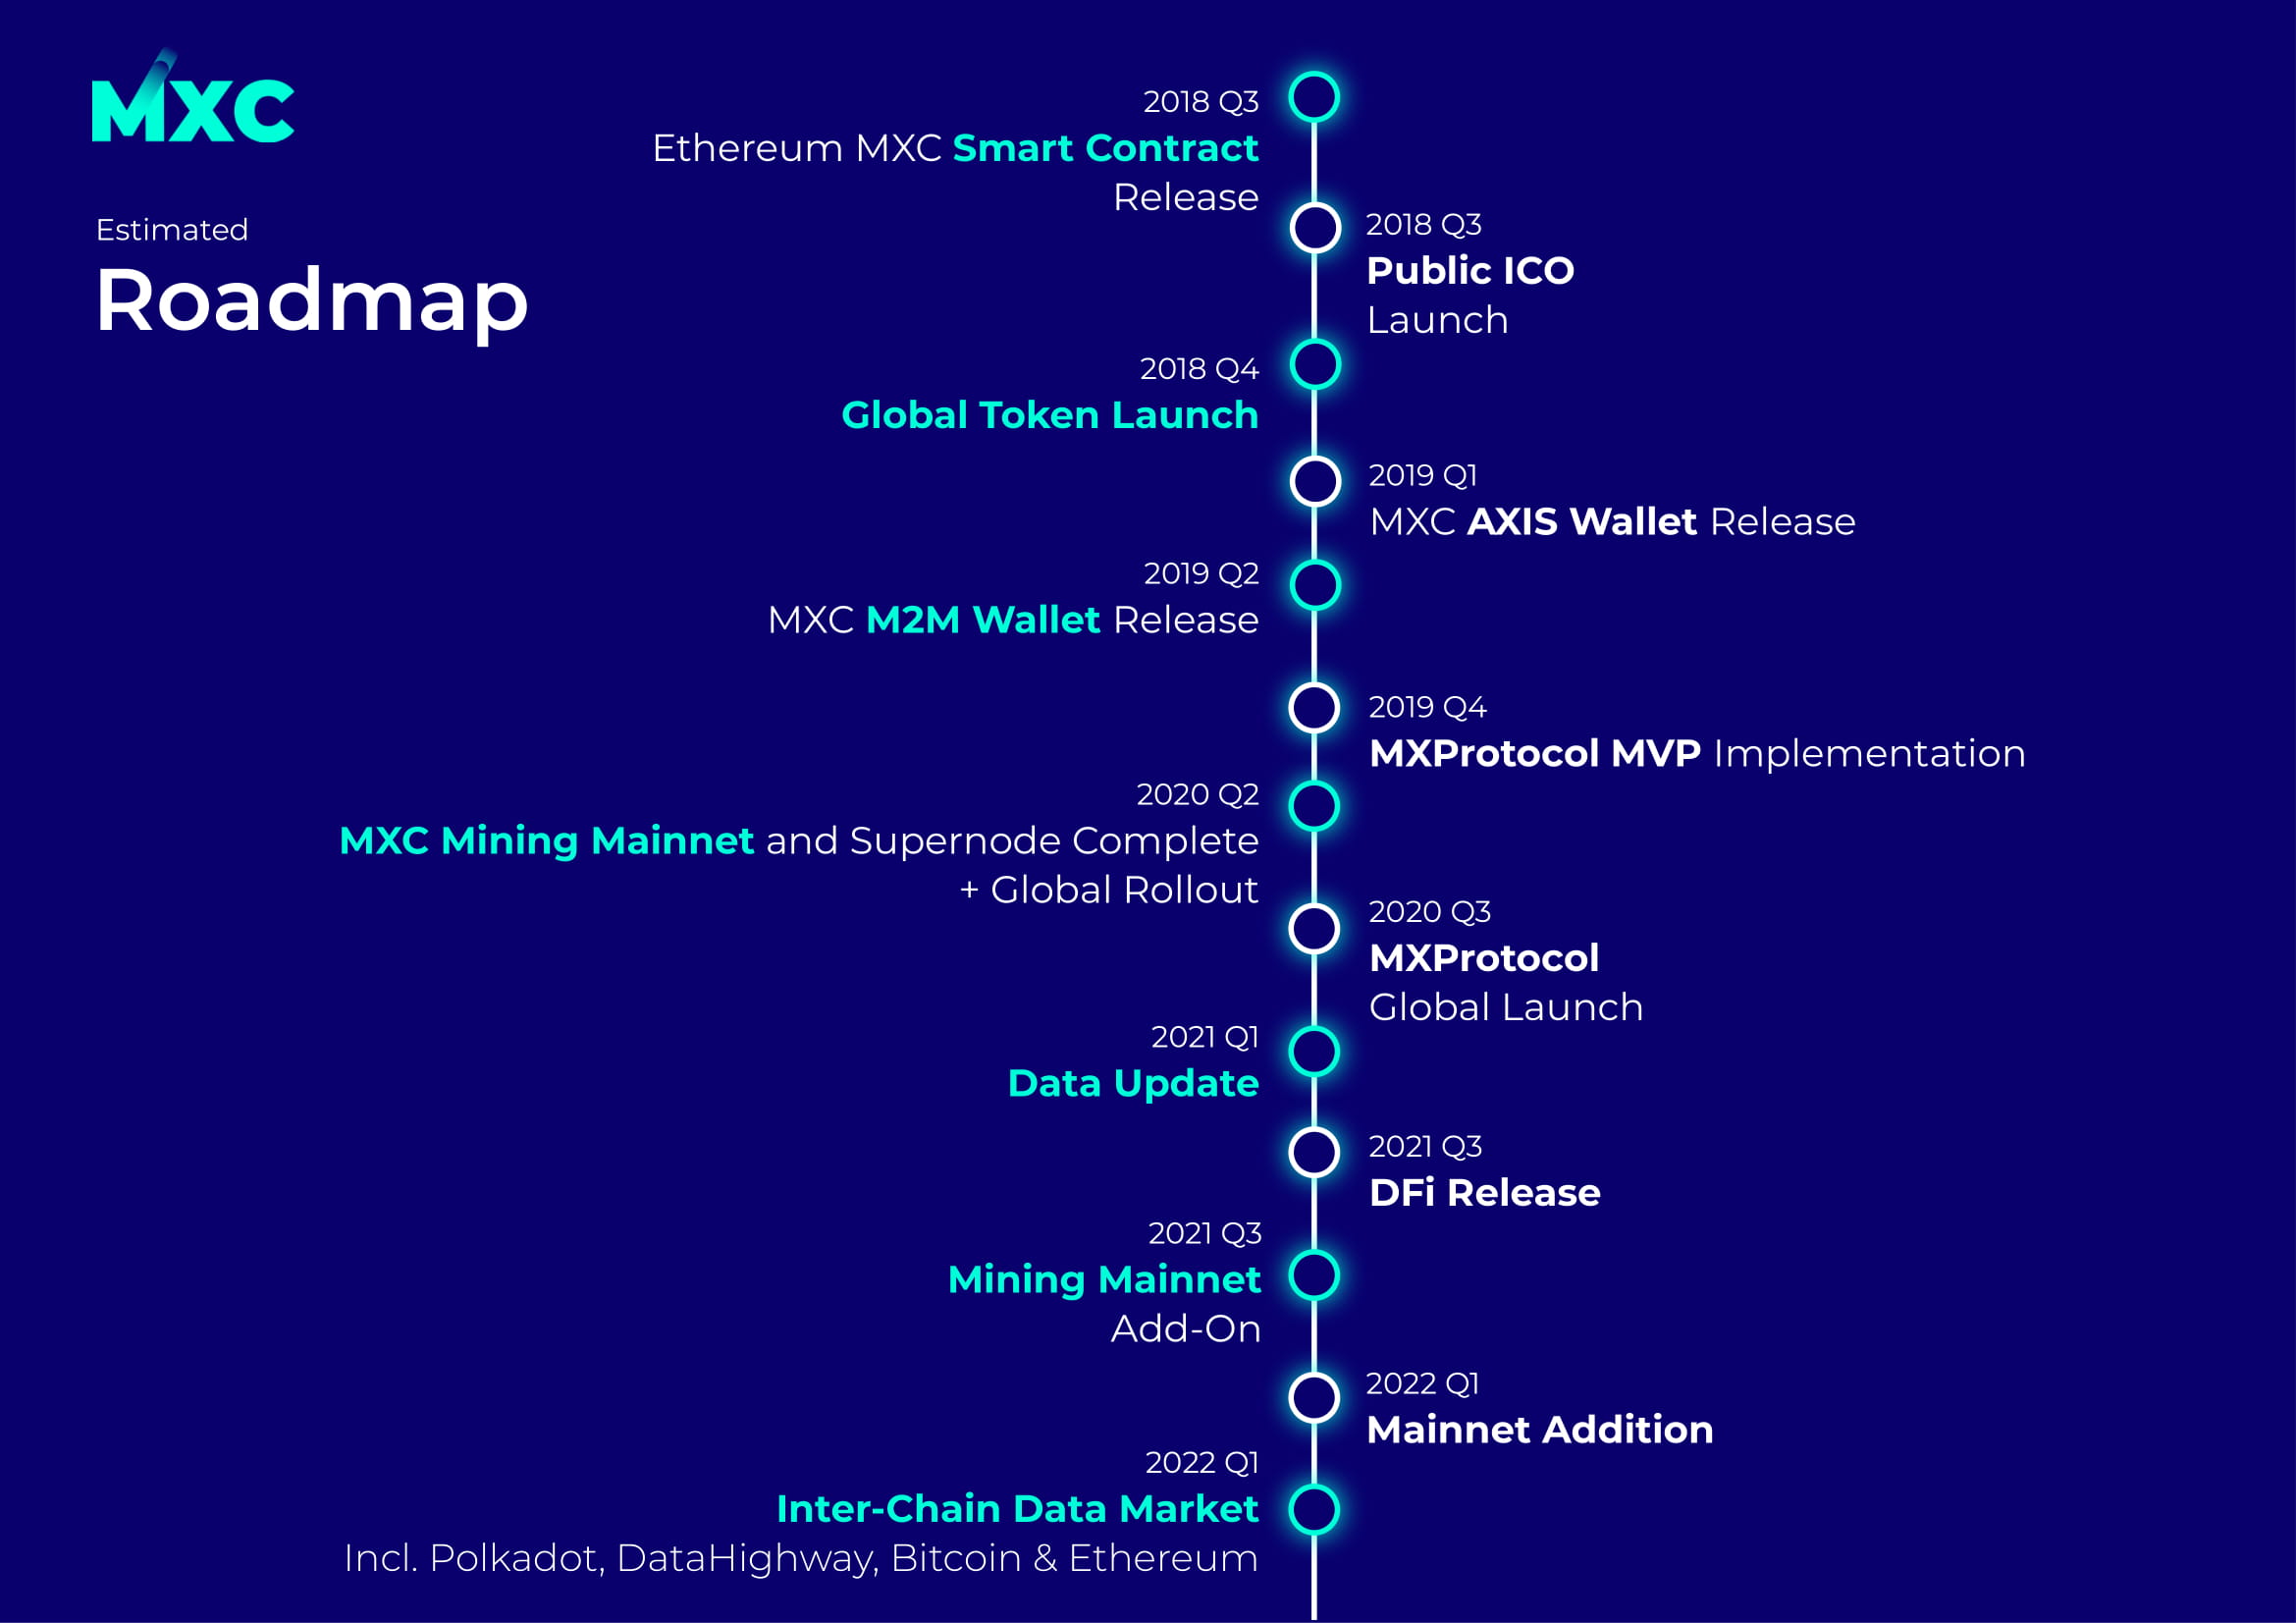 MXC
Estimated
Roadmap
2018 Q3
Ethereum MXC Smart Contract
Release
2018 Q3
Public ICO
Launch
2018 Q4
Global Token Launch
2019 Q1
MXC AXIS Wallet Release
2019 Q2
MXC M2M Wallet Release
2019 Q4
MXProtocol MVP Implementation
2020 Q2
MXC Mining Mainnet and Supernode Complete
+ Global Rollout
2020 Q3
MXProtocol
Global Launch
2021 Q1
Data Update
2021 Q3
DFi Release
2021 Q3
Mining Mainnet
Add-On
2022 Q1
Mainnet Addition
2022 Q1
Inter-Chain Data Market
Incl. Polkadot, DataHighway, Bitcoin & Ethereum